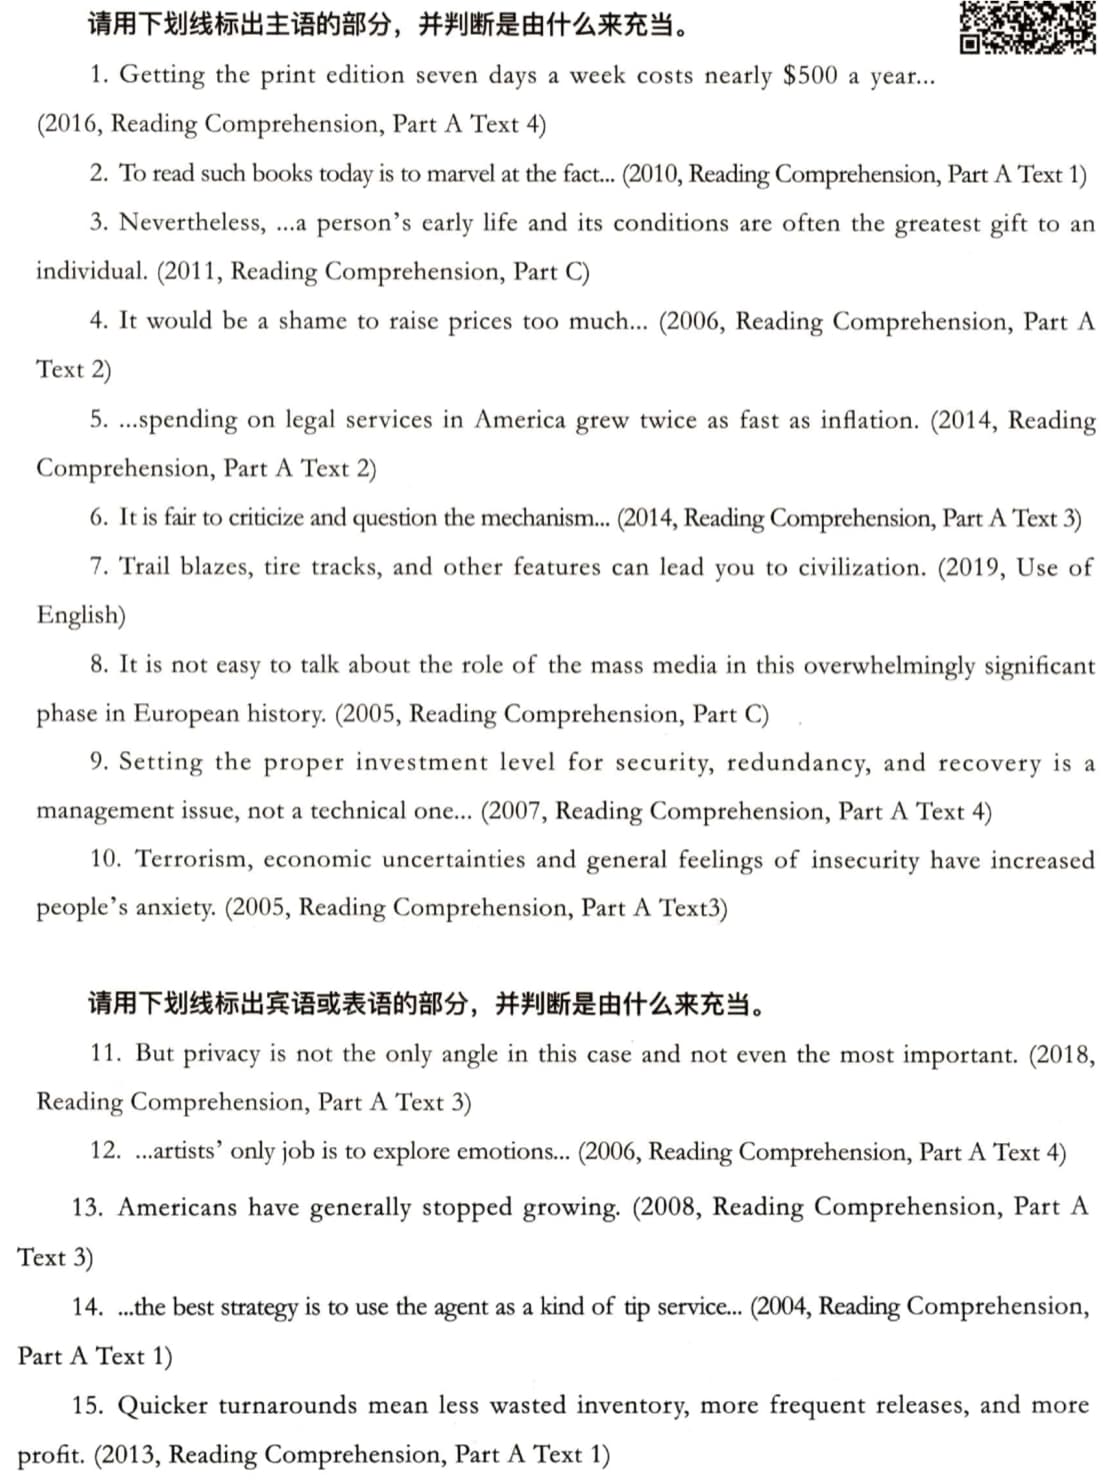 请用下划线标出主语的部分，并判断是由什么来充当。
1. Getting the print edition seven days a week costs nearly $500 a year...
(2016, Reading Comprehension, Part A Text 4)
2. To read such books today is to marvel at the fact... (2010, Reading Comprehension, Part A Text 1)
3. Nevertheless, ...a person's early life and its conditions are often the greatest gift to an
individual. (2011, Reading Comprehension, Part C)
4. It would be a shame to raise prices too much... (2006, Reading Comprehension, Part A
Text 2)
5. ...spending on legal services in America grew twice as fast as inflation. (2014, Reading
Comprehension, Part A Text 2)
6. It is fair to criticize and question the mechanism... (2014, Reading Comprehension, Part A Text 3)
7. Trail blazes, tire tracks, and other features can lead you to civilization. (2019, Use of
English)
8. It is not easy to talk about the role of the mass media in this overwhelmingly significant
phase in European history. (2005, Reading Comprehension, Part C)
9. Setting the proper investment level for security, redundancy, and recovery is a
management issue, not a technical one... (2007, Reading Comprehension, Part A Text 4)
10. Terrorism, economic uncertainties and general feelings of insecurity have increased
people's anxiety. (2005, Reading Comprehension, Part A Text3)
请用下划线标出宾语或表语的部分，并判断是由什么来充当。
11. But privacy is not the only angle in this case and not even the most important. (2018,
Reading Comprehension, Part A Text 3)
12. ...artists' only job is to explore emotions... (2006, Reading Comprehension, Part A Text 4)
13. Americans have generally stopped growing. (2008, Reading Comprehension, Part A
Text 3)
14. ...the best strategy is to use the agent as a kind of tip service... (2004, Reading Comprehension,
Part A Text 1)
15. Quicker turnarounds mean less wasted inventory, more frequent releases, and more
profit. (2013, Reading Comprehension, Part A Text 1)